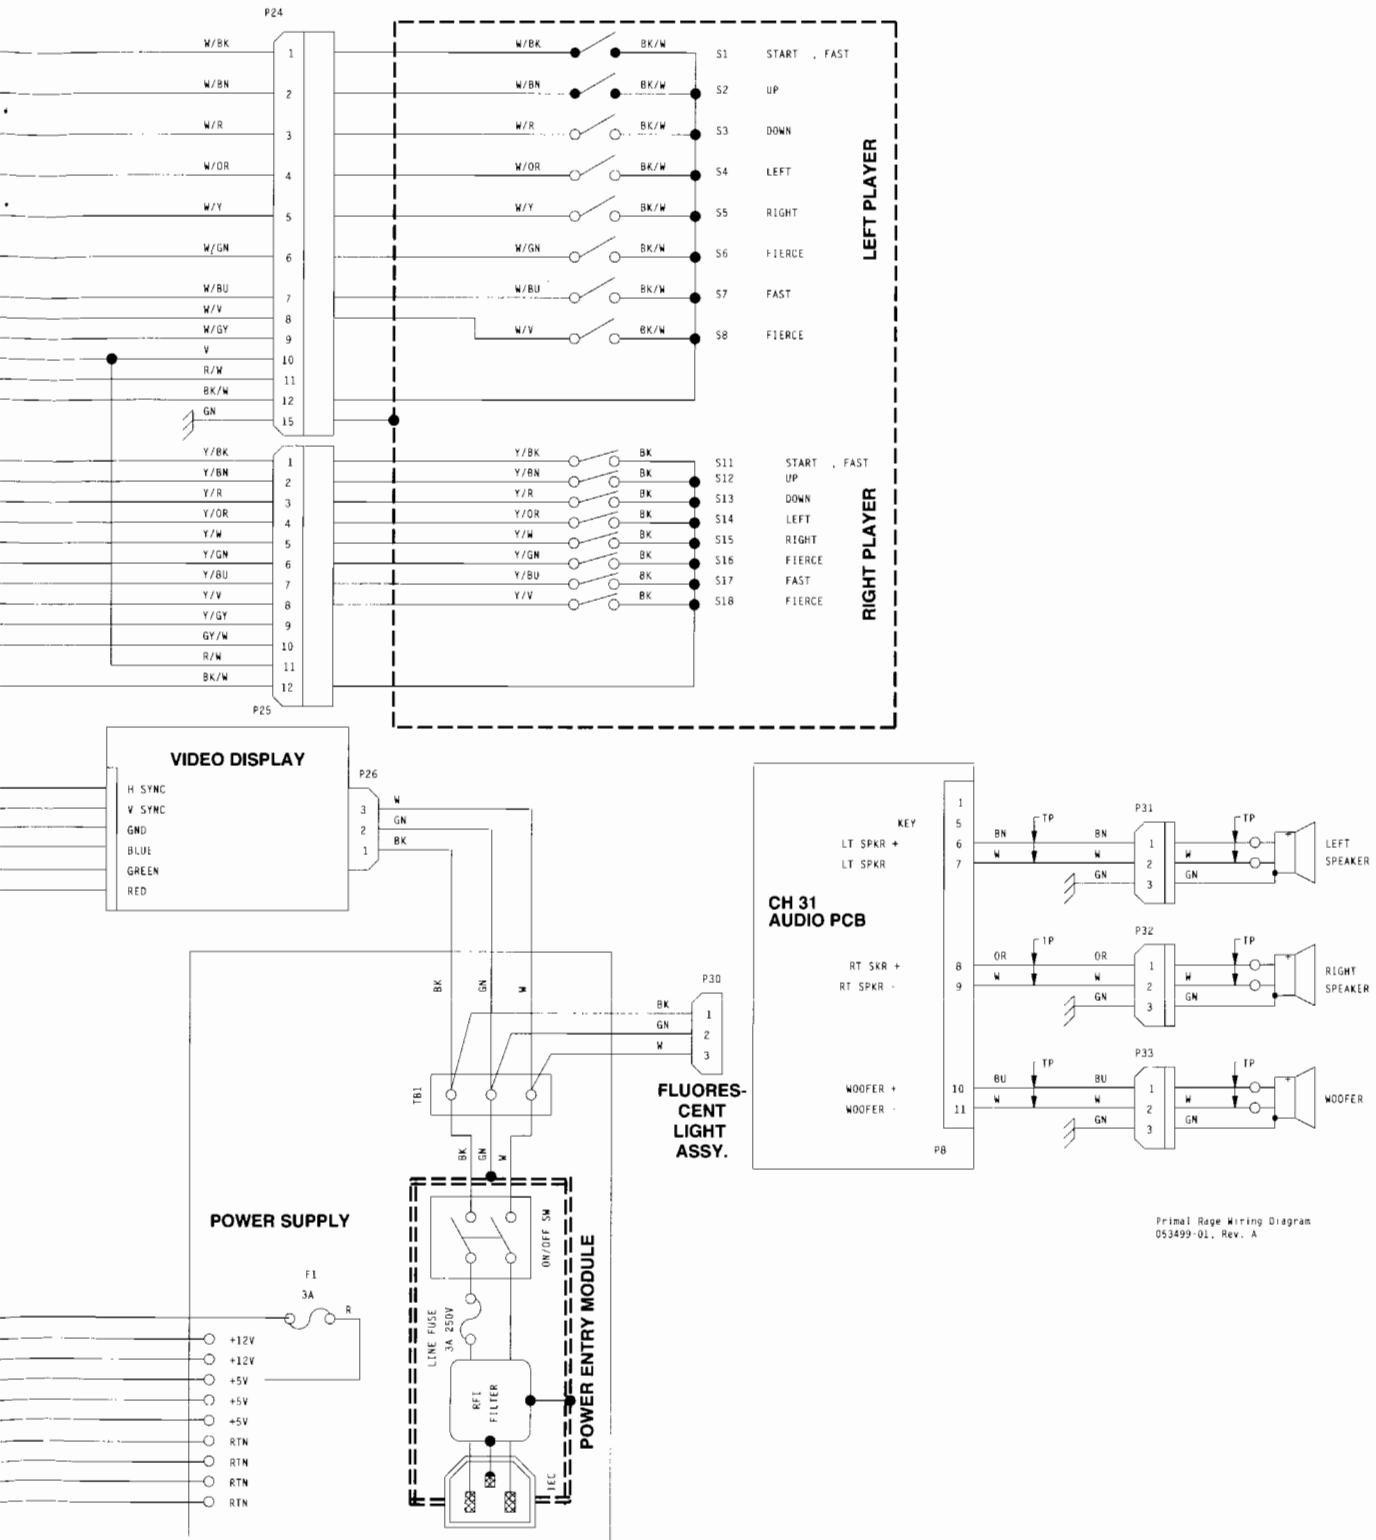 P24
W/BK 1 W/BK BK/W S1 START , FAST
W/BN 2 W/BN BK/W S2 UP
W/R 3 W/R BK/W S3 DOWN
W/OR 4 W/OR BK/W S4 LEFT
W/Y 5 W/Y BK/W S5 RIGHT
W/GN 6 W/GN BK/W S6 FIERCE
W/BU 7 W/BU BK/W S7 FAST
W/V 8
W/GY 9 W/V BK/W S8 FIERCE
V 10
R/W 11
BK/W 12
GN 15
LEFT PLAYER
Y/BK 1 Y/BK BK S11 START , FAST
Y/BN 2 Y/BN BK S12 UP
Y/R 3 Y/R BK S13 DOWN
Y/OR 4 Y/OR BK S14 LEFT
Y/W 5 Y/W BK S15 RIGHT
Y/GN 6 Y/GN BK S16 FIERCE
Y/BU 7 Y/BU BK S17 FAST
Y/V 8 Y/V BK S18 FIERCE
Y/GY 9
GY/W 10
R/W 11
BK/W 12
P25
RIGHT PLAYER
VIDEO DISPLAY
H SYNC
V SYNC
GND
BLUE
GREEN
RED
P26
3 W
2 GN
1 BK
BK GN W
P30
BK 1
GN 2
W 3
FLUORES-
CENT
LIGHT
ASSY.
TB1
BK GN W
POWER SUPPLY
F1
3A
R
+12V
+12V
+5V
+5V
+5V
RTN
RTN
RTN
RTN
ON/OFF SW
LINE FUSE
3A 250V
RFI
FILTER
IEC
POWER ENTRY MODULE
CH 31
AUDIO PCB
1
KEY 5
LT SPKR + 6 BN TP BN
LT SPKR 7 W W
GN
P31
1
2 W
3 GN
TP
+
LEFT
SPEAKER
RT SKR + 8 OR TP OR
RT SPKR - 9 W W
GN
P32
1
2 W
3 GN
TP
+
RIGHT
SPEAKER
WOOFER + 10 BU TP BU
WOOFER - 11 W W
GN
P33
1
2 W
3 GN
TP
+
WOOFER
P8
Primal Rage Wiring Diagram
053499-01, Rev. A